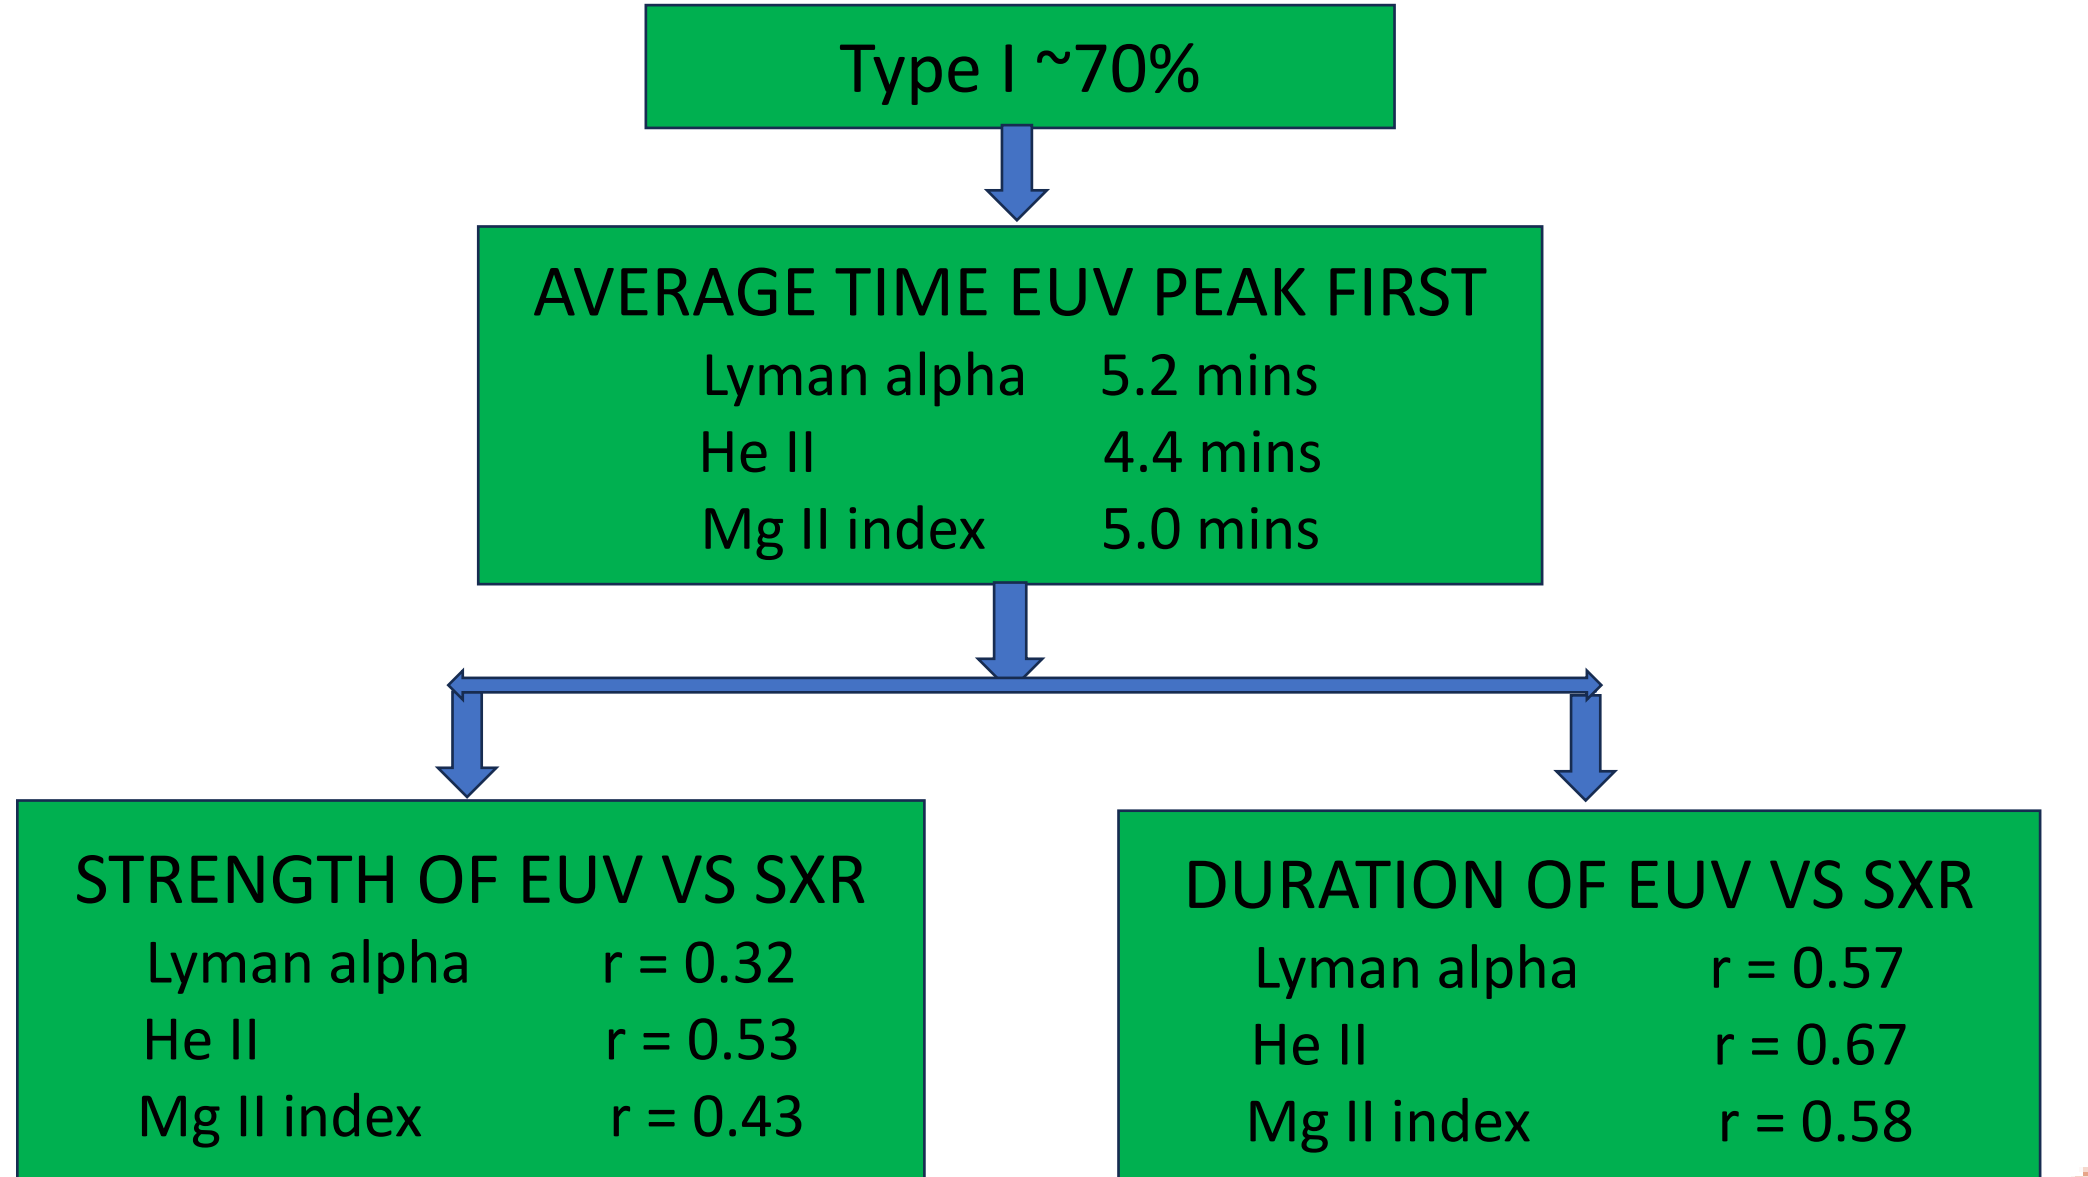 Type I ~70%
AVERAGE TIME EUV PEAK FIRST
Lyman alpha 5.2 mins
He II 4.4 mins
Mg II index 5.0 mins
STRENGTH OF EUV VS SXR
Lyman alpha r = 0.32
He II r = 0.53
Mg II index r = 0.43
DURATION OF EUV VS SXR
Lyman alpha r = 0.57
He II r = 0.67
Mg II index r = 0.58